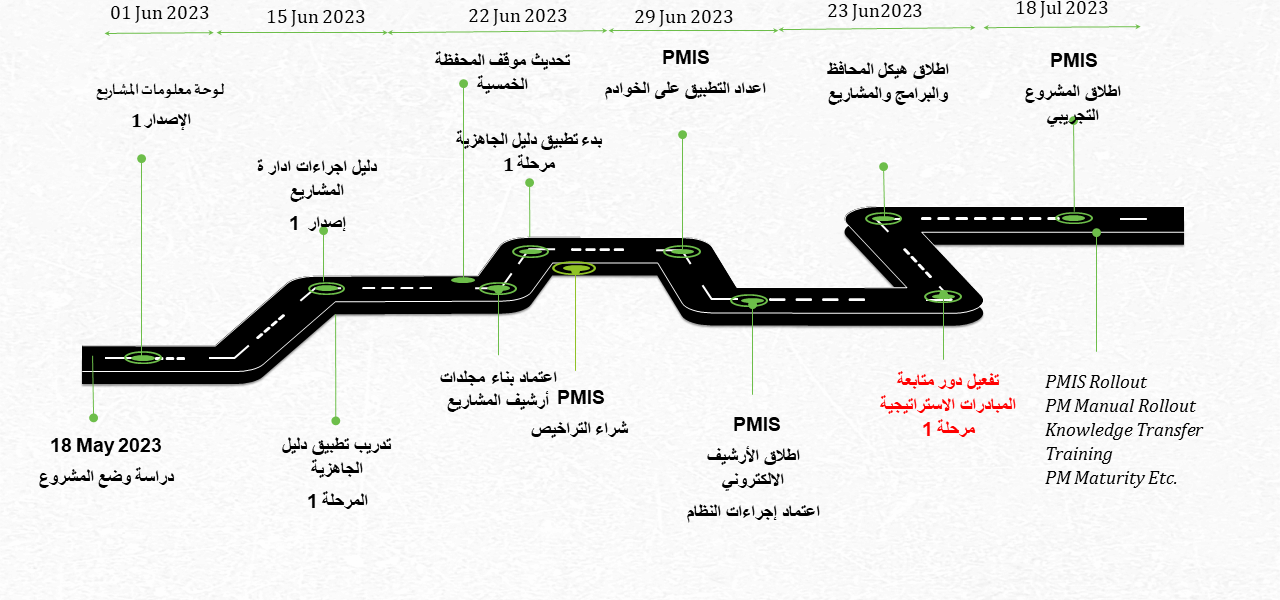 01 Jun 2023
15 Jun 2023
22 Jun 2023
29 Jun 2023
23 Jun2023
18 Jul 2023
لوحة معلومات المشاريع
الإصدار 1
دليل اجراءات ادار ة
المشاريع
إصدار 1
تحديث موقف المحفظة
الخمسية
بدء تطبيق دليل الجاهزية
مرحلة 1
PMIS
اعداد التطبيق على الخوادم
اطلاق هيكل المحافظ
والبرامج والمشاريع
PMIS
اطلاق المشروع
التجريبي
18 May 2023
دراسة وضع المشروع
تدريب تطبيق دليل
الجاهزية
المرحلة 1
اعتماد بناء مجلدات
أرشيف المشاريع
PMIS
شراء التراخيص
PMIS
اطلاق الأرشيف
الالكتروني
اعتماد إجراءات النظام
تفعيل دور متابعة
المبادرات الاستراتيجية
مرحلة 1
PMIS Rollout
PM Manual Rollout
Knowledge Transfer
Training
PM Maturity Etc.